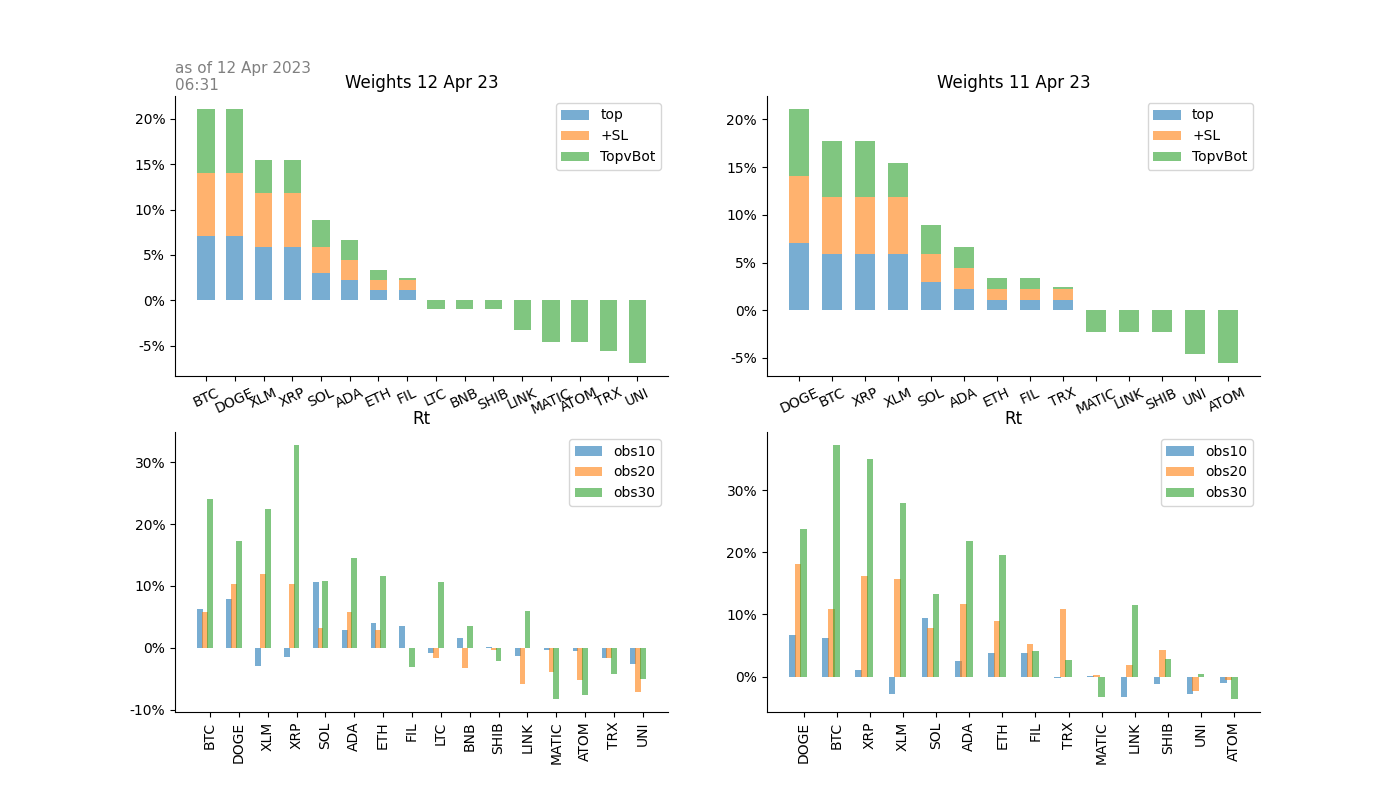 as of 12 Apr 2023
06:31
Weights 12 Apr 23
20%
15%
10%
5%
0%
-5%
top
+SL
TopvBot
BTC DOGE XLM XRP SOL ADA ETH FIL LTC BNB SHIB LINK MATIC ATOM TRX UNI
Weights 11 Apr 23
20%
15%
10%
5%
0%
-5%
top
+SL
TopvBot
DOGE BTC XRP XLM SOL ADA ETH FIL TRX MATIC LINK SHIB UNI ATOM
Rt
30%
20%
10%
0%
-10%
obs10
obs20
obs30
BTC DOGE XLM XRP SOL ADA ETH FIL LTC BNB SHIB LINK MATIC ATOM TRX UNI
Rt
30%
20%
10%
0%
obs10
obs20
obs30
DOGE BTC XRP XLM SOL ADA ETH FIL TRX MATIC LINK SHIB UNI ATOM